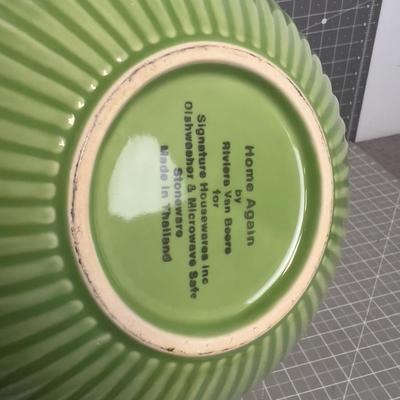 Home Again
by
Riviera Van Beers
for
Signature Housewares Inc
Dishwasher & Microwave Safe
Stoneware
Made in Thailand